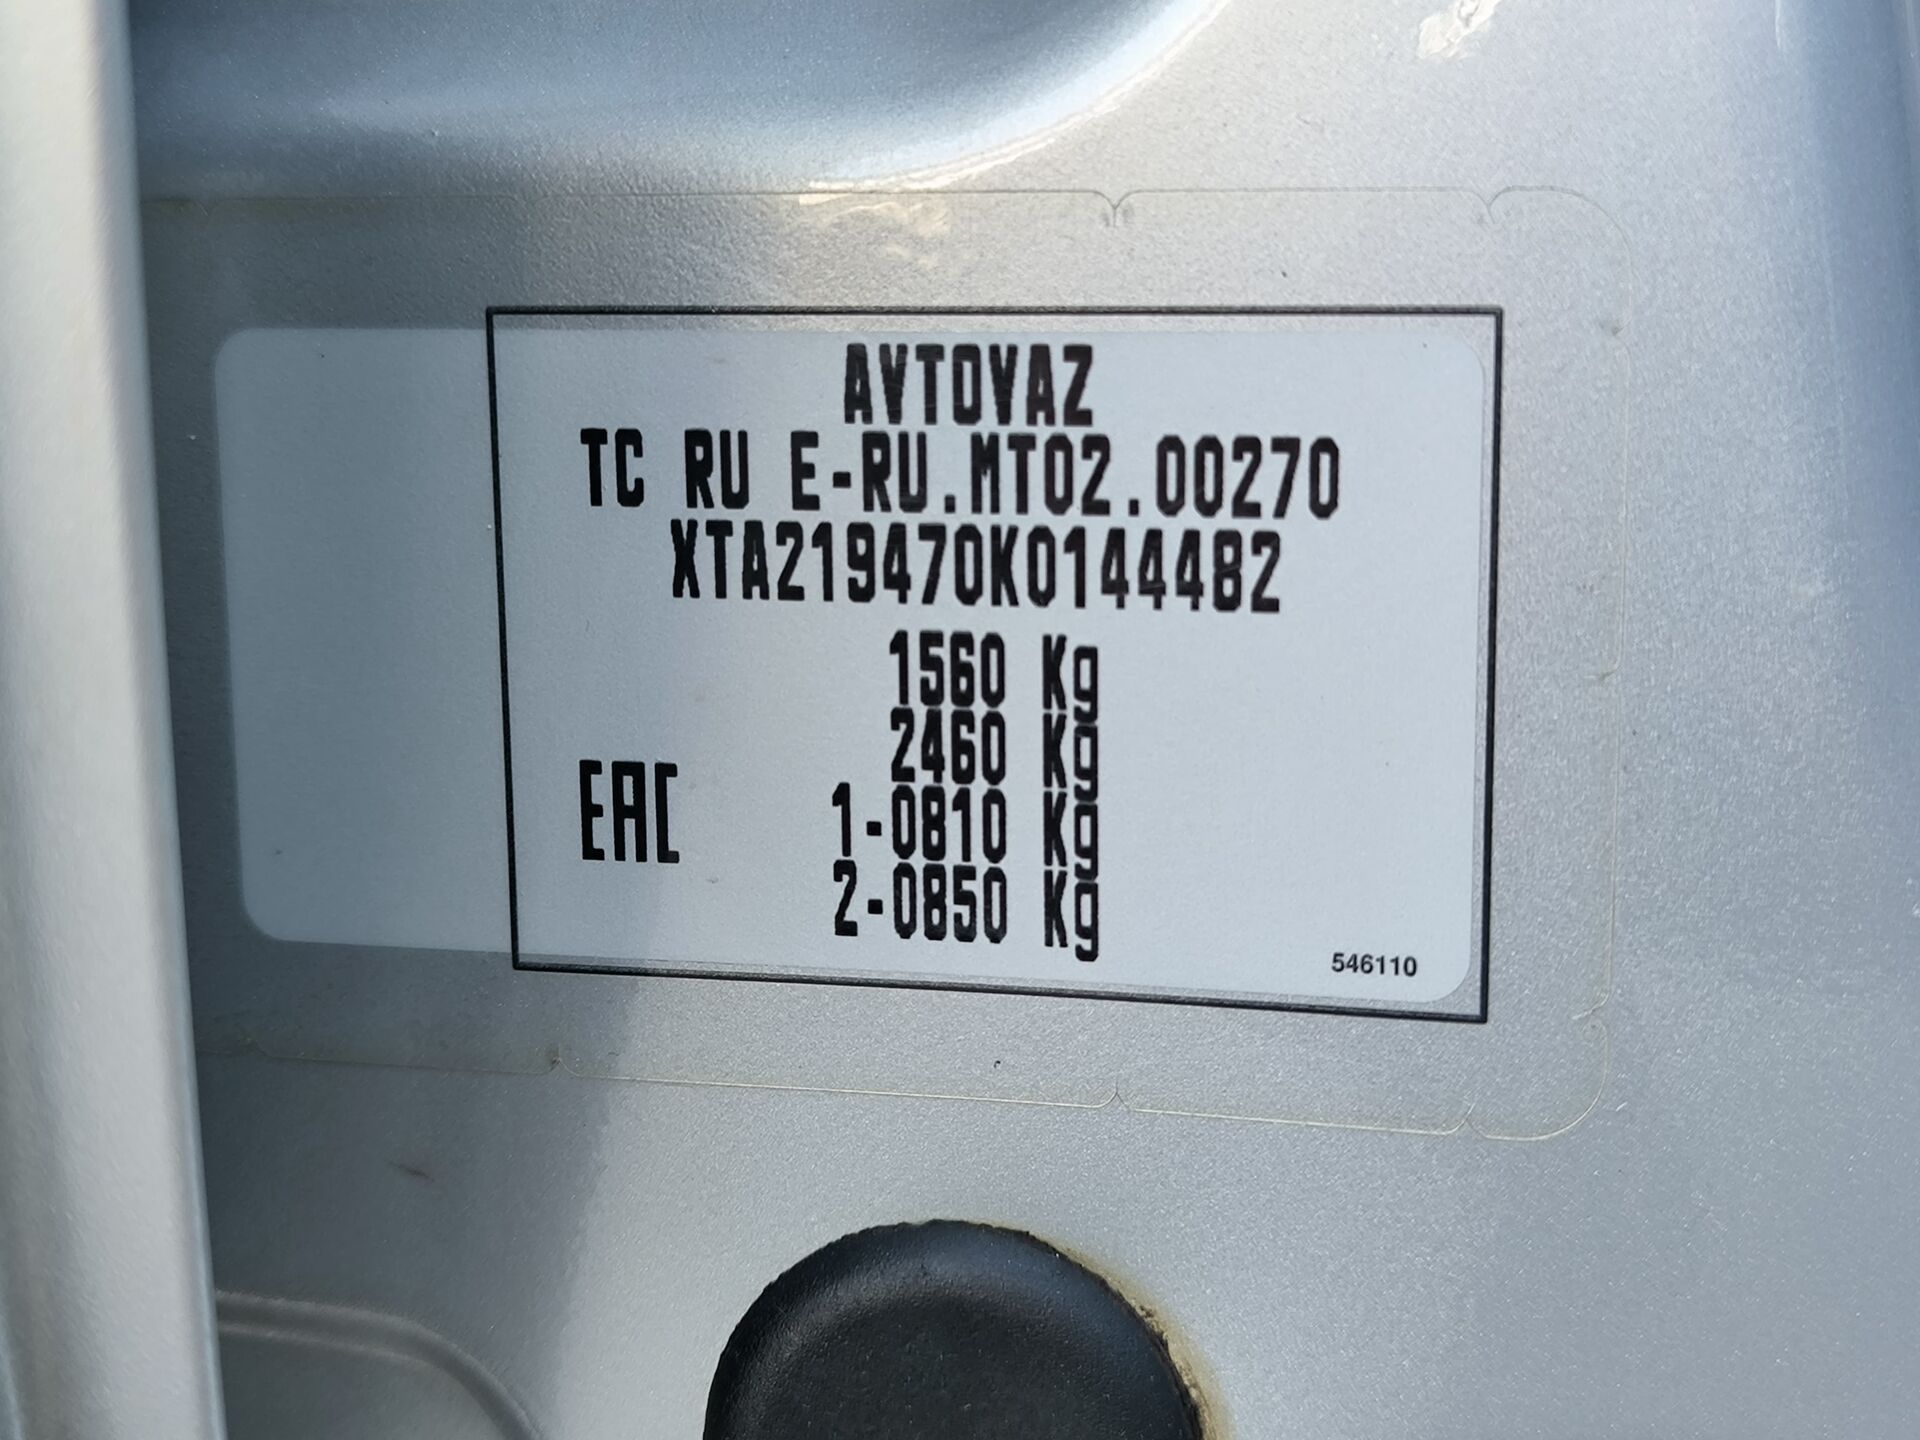 AVTOVAZ
TC RU E-RU.MT02.00270
XTA219470K0144482
1560 Kg
2460 Kg
EAC 1-0810 Kg
2-0850 Kg
546110